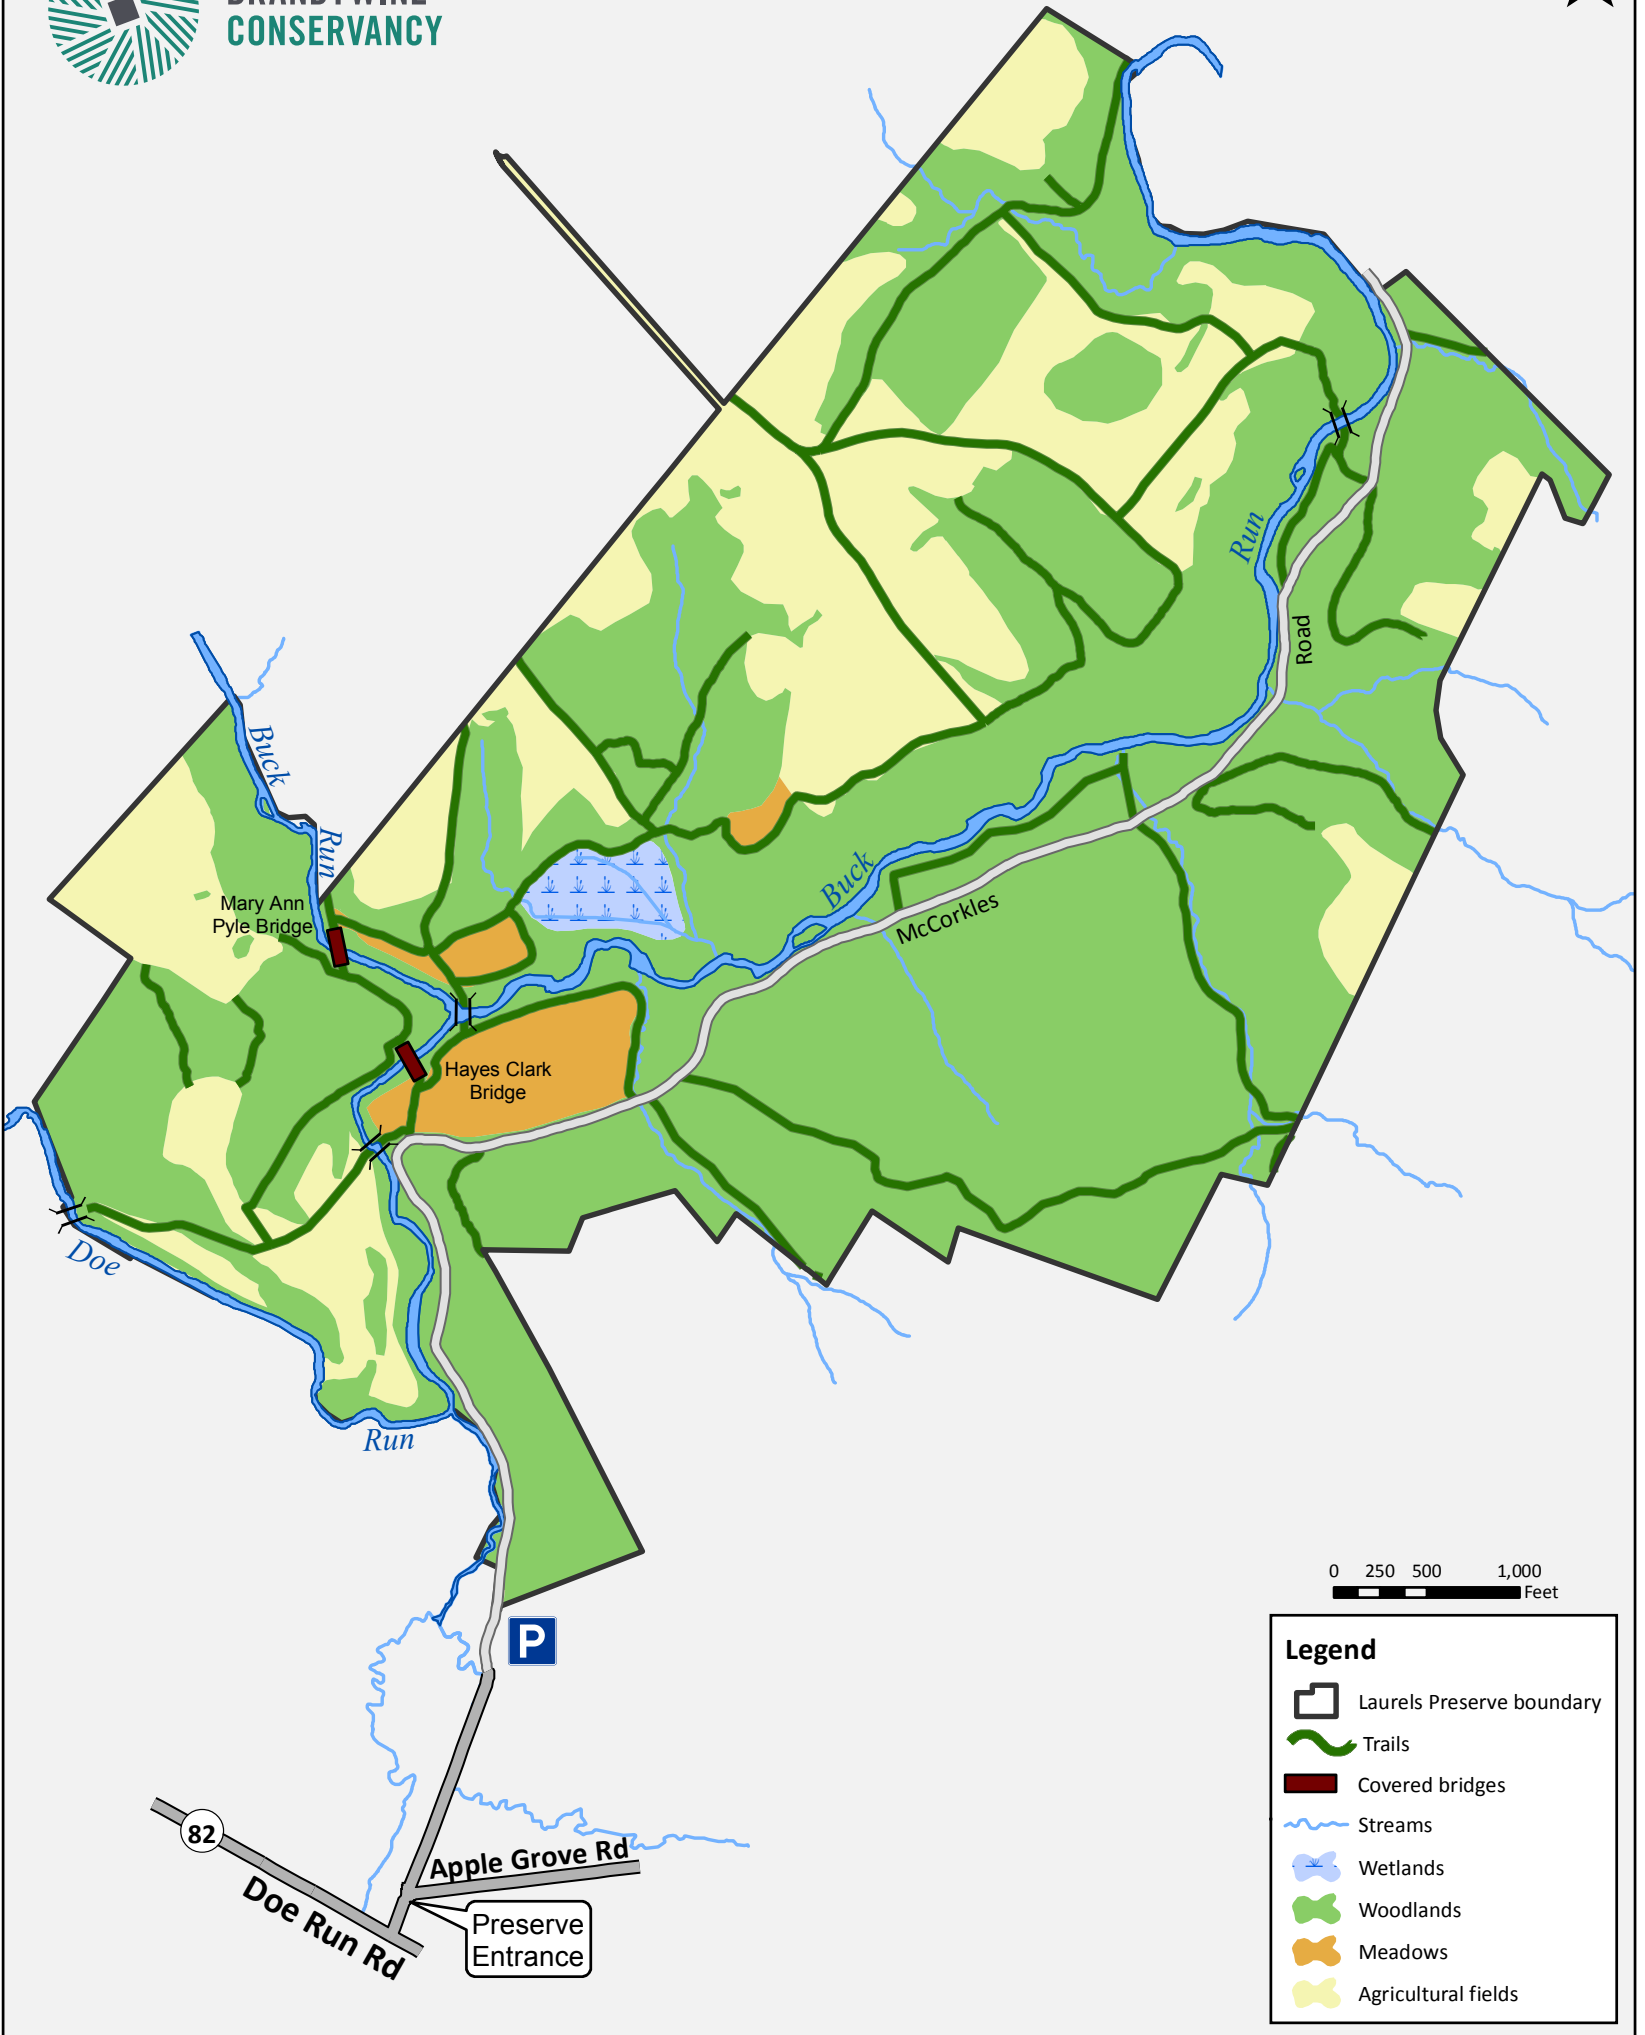 BRANDYWINE
CONSERVANCY
Run
Road
Buck
Run
Mary Ann
Pyle Bridge
Buck
McCorkles
Hayes Clark
Bridge
Doe
Run
P
0 250 500 1,000
Feet
Legend
Laurels Preserve boundary
Trails
Covered bridges
Streams
Wetlands
Woodlands
Meadows
Agricultural fields
82
Apple Grove Rd
Doe Run Rd
Preserve
Entrance